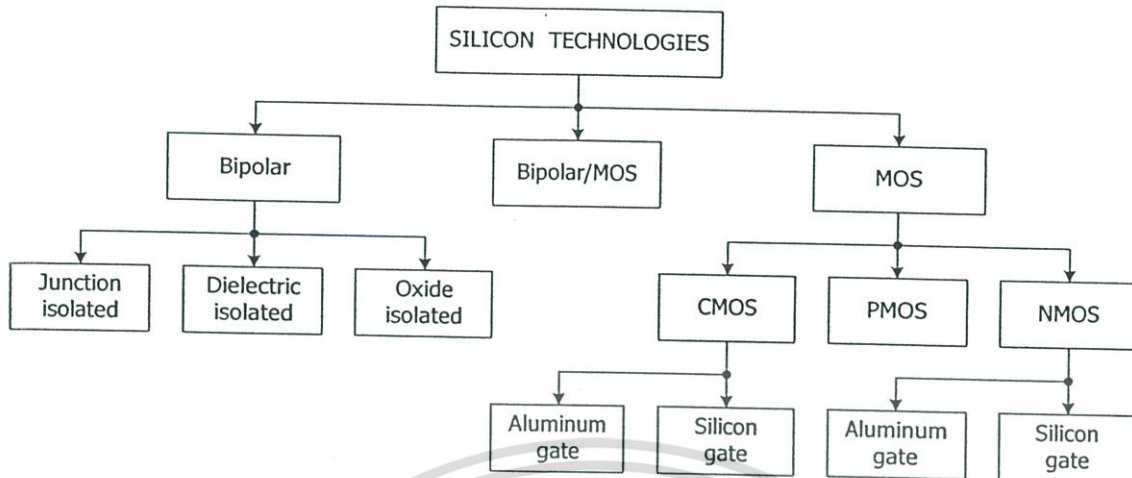 SILICON TECHNOLOGIES
Bipolar
Bipolar/MOS
MOS
Junction
isolated
Dielectric
isolated
Oxide
isolated
CMOS
PMOS
NMOS
Aluminum
gate
Silicon
gate
Aluminum
gate
Silicon
gate